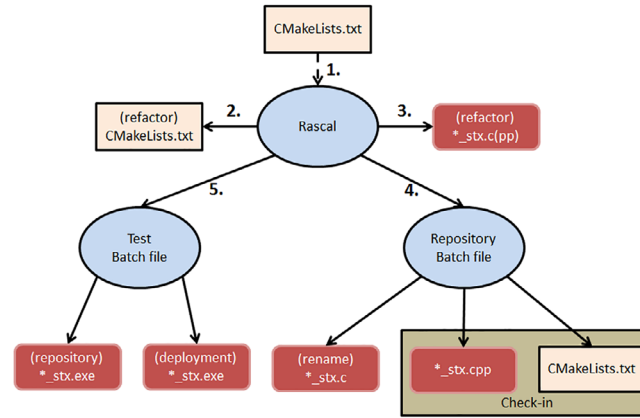 CMakeLists.txt
1.
(refactor)
CMakeLists.txt
2.
Rascal
3.
(refactor)
*_stx.c(pp)
5.
4.
Test
Batch file
Repository
Batch file
(repository)
*_stx.exe
(deployment)
*_stx.exe
(rename)
*_stx.c
*_stx.cpp
CMakeLists.txt
Check-in